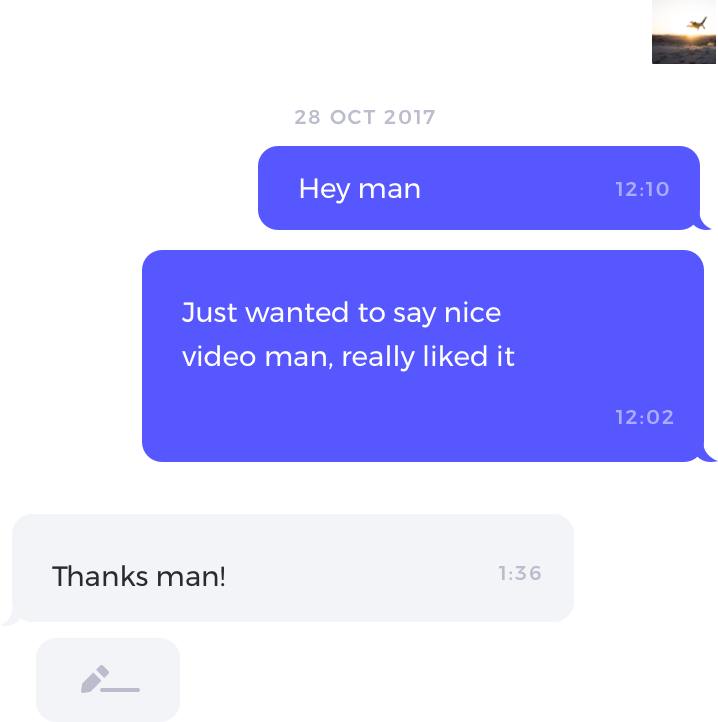 28 OCT 2017
Hey man
12:10
Just wanted to say nice
video man, really liked it
12:02
Thanks man!
1:36